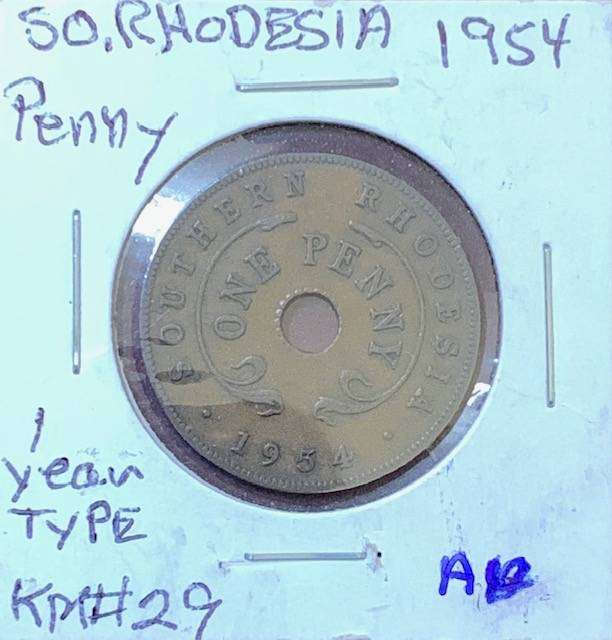 SO. RHODESIA 1954
Penny
SOUTHERN RHODESIA
ONE PENNY
1954
1
year
TYPE
KM#29